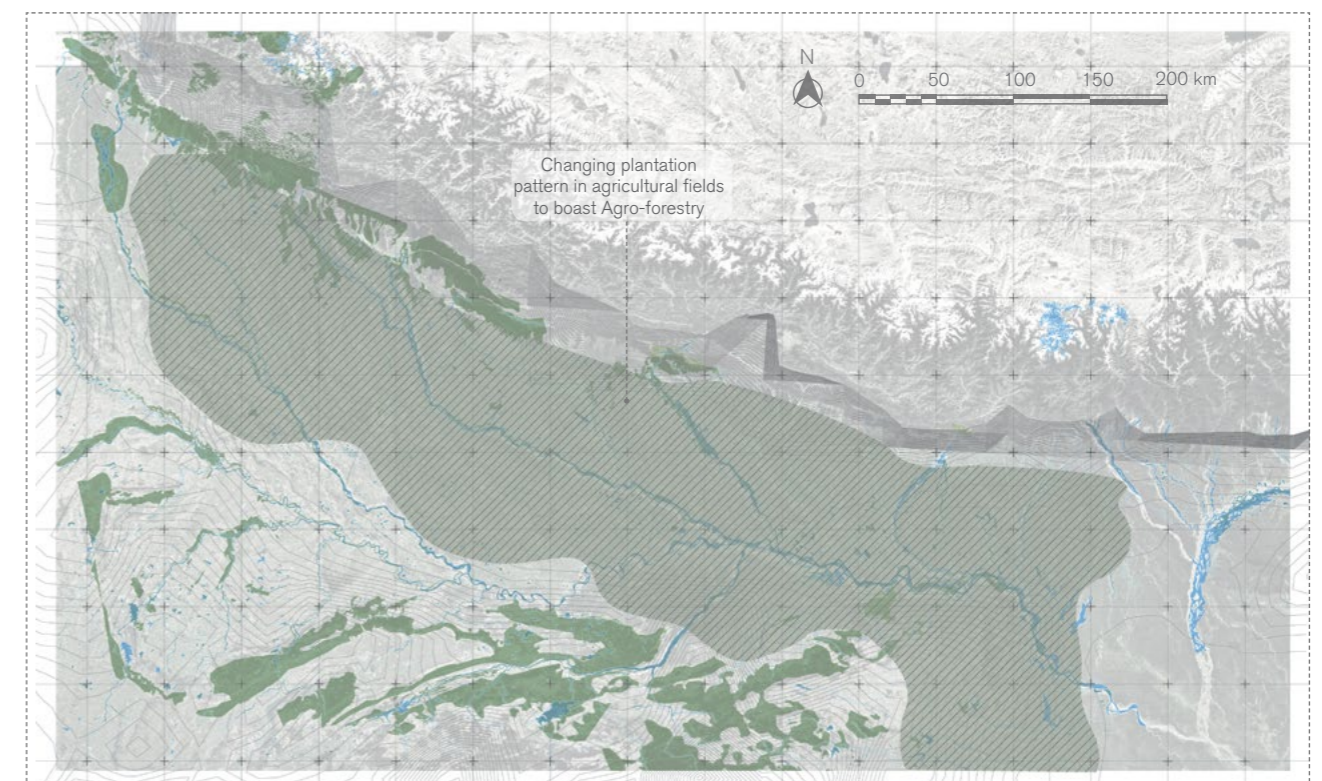 N
0 50 100 150 200 km
Changing plantation
pattern in agricultural fields
to boast Agro-forestry